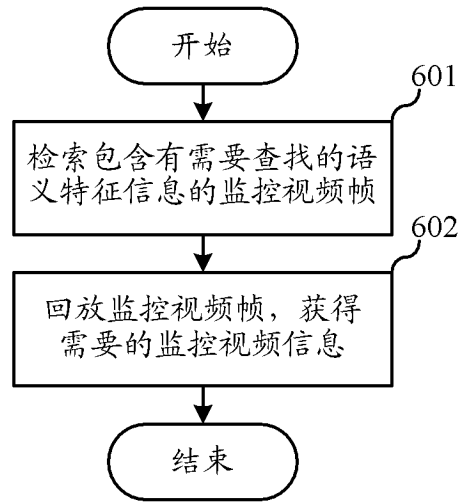 开始
601
检索包含有需要查找的语
义特征信息的监控视频帧
602
回放监控视频帧，获得
需要的监控视频信息
结束